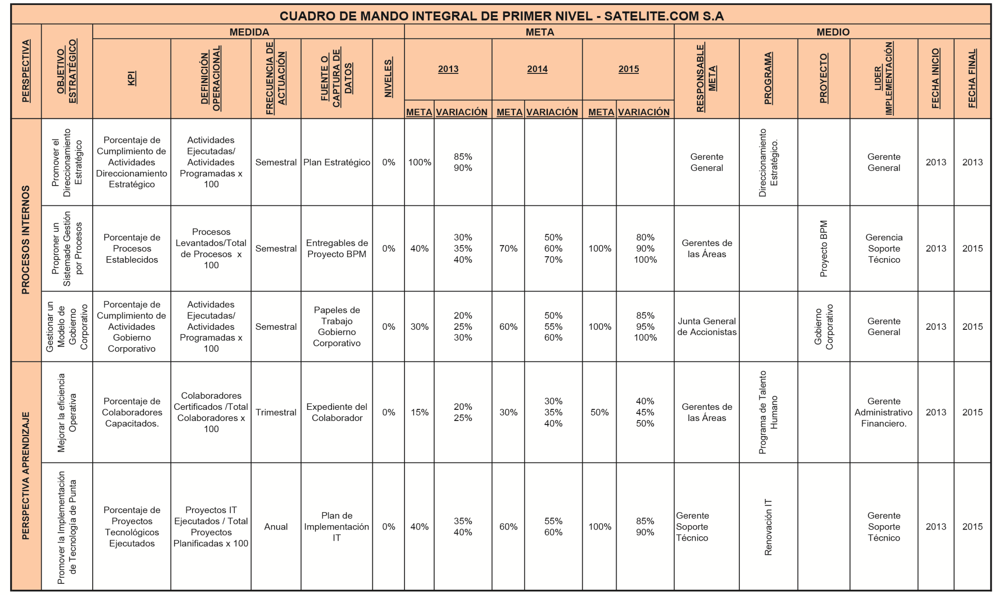 CUADRO DE MANDO INTEGRAL DE PRIMER NIVEL - SATELITE.COM S.A
PERSPECTIVA
OBJETIVO
ESTRATÉGICO
MEDIDA
META
MEDIO
KPI
DEFINICIÓN
OPERACIONAL
FRECUENCIA DE
ACTUACIÓN
FUENTE O
CAPTURA DE
DATOS
NIVELES
2013
2014
2015
META
VARIACIÓN
META
VARIACIÓN
META
VARIACIÓN
RESPONSABLE
META
PROGRAMA
PROYECTO
LIDER
IMPLEMENTACIÓN
FECHA INICIO
FECHA FINAL
PROCESOS INTERNOS
Promover el
Direccionamiento
Estratégico
Porcentaje de
Cumplimiento de
Actividades
Direccionamiento
Estratégico
Actividades
Ejecutadas/
Actividades
Programadas x
100
Semestral
Plan Estratégico
0%
100%
85%
90%
Gerente
General
Direccionamiento
Estratégico.
Gerente
General
2013
2013
Proproner un
Sistemade Gestión
por Procesos
Porcentaje de
Procesos
Establecidos
Procesos
Levantados/Total
de Procesos x
100
Semestral
Entregables de
Proyecto BPM
0%
40%
30%
35%
40%
70%
50%
60%
70%
100%
80%
90%
100%
Gerentes de
las Áreas
Proyecto BPM
Gerencia
Soporte
Técnico
2013
2015
Gestionar un
Modelo de
Gobierno
Corporativo
Porcentaje de
Cumplimiento de
Actividades
Gobierno
Corporativo
Actividades
Ejecutadas/
Actividades
Programadas x
100
Semestral
Papeles de
Trabajo
Gobierno
Corporativo
0%
30%
20%
25%
30%
60%
50%
55%
60%
100%
85%
95%
100%
Junta General
de Accionistas
Gobierno
Corporativo
Gerente
General
2013
2015
PERSPECTIVA APRENDIZAJE
Mejorar la eficiencia
Operativa
Porcentaje de
Colaboradores
Capacitados.
Colaboradores
Certificados /Total
Colaboradores x
100
Trimestral
Expediente del
Colaborador
0%
15%
20%
25%
30%
30%
35%
40%
50%
40%
45%
50%
Gerentes de
las Áreas
Programa de Talento
Humano
Gerente
Administrativo
Financiero.
2013
2015
Promover la Implementación
de Tecnología de Punta
Porcentaje de
Proyectos
Tecnológicos
Ejecutados
Proyectos IT
Ejecutados / Total
Proyectos
Planificadas x 100
Anual
Plan de
Implementación
IT
0%
40%
35%
40%
60%
55%
60%
100%
85%
90%
Gerente
Soporte
Técnico
Renovación IT
Gerente
Soporte
Técnico
2013
2015